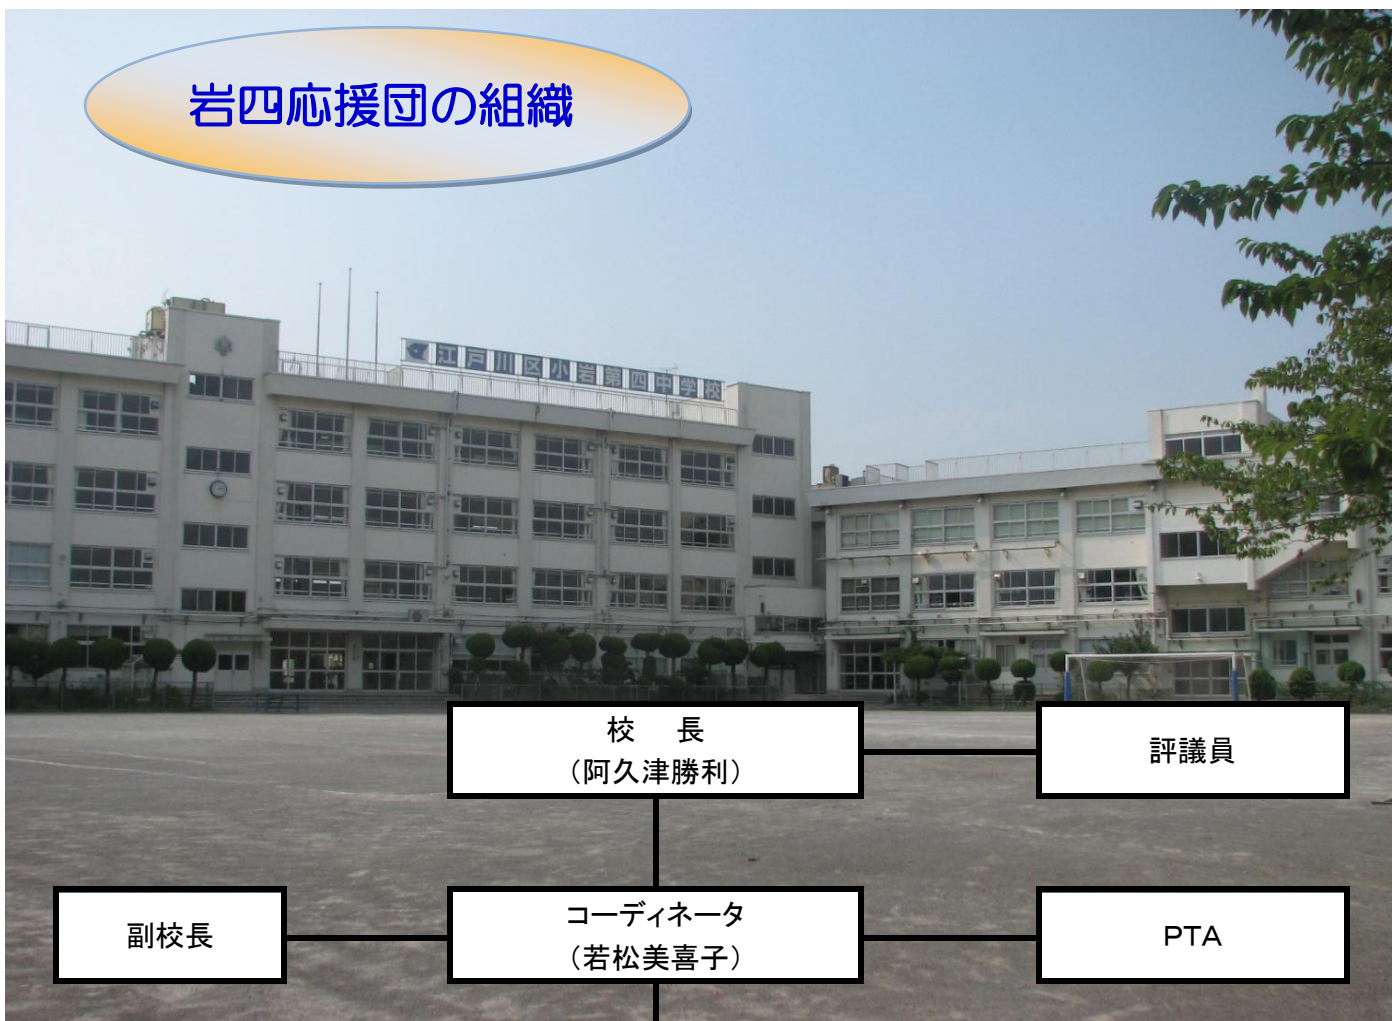 岩四応援団の組織
江戸川区小岩第四中学校
校　長
（阿久津勝利）
評議員
副校長
コーディネータ
（若松美喜子）
PTA